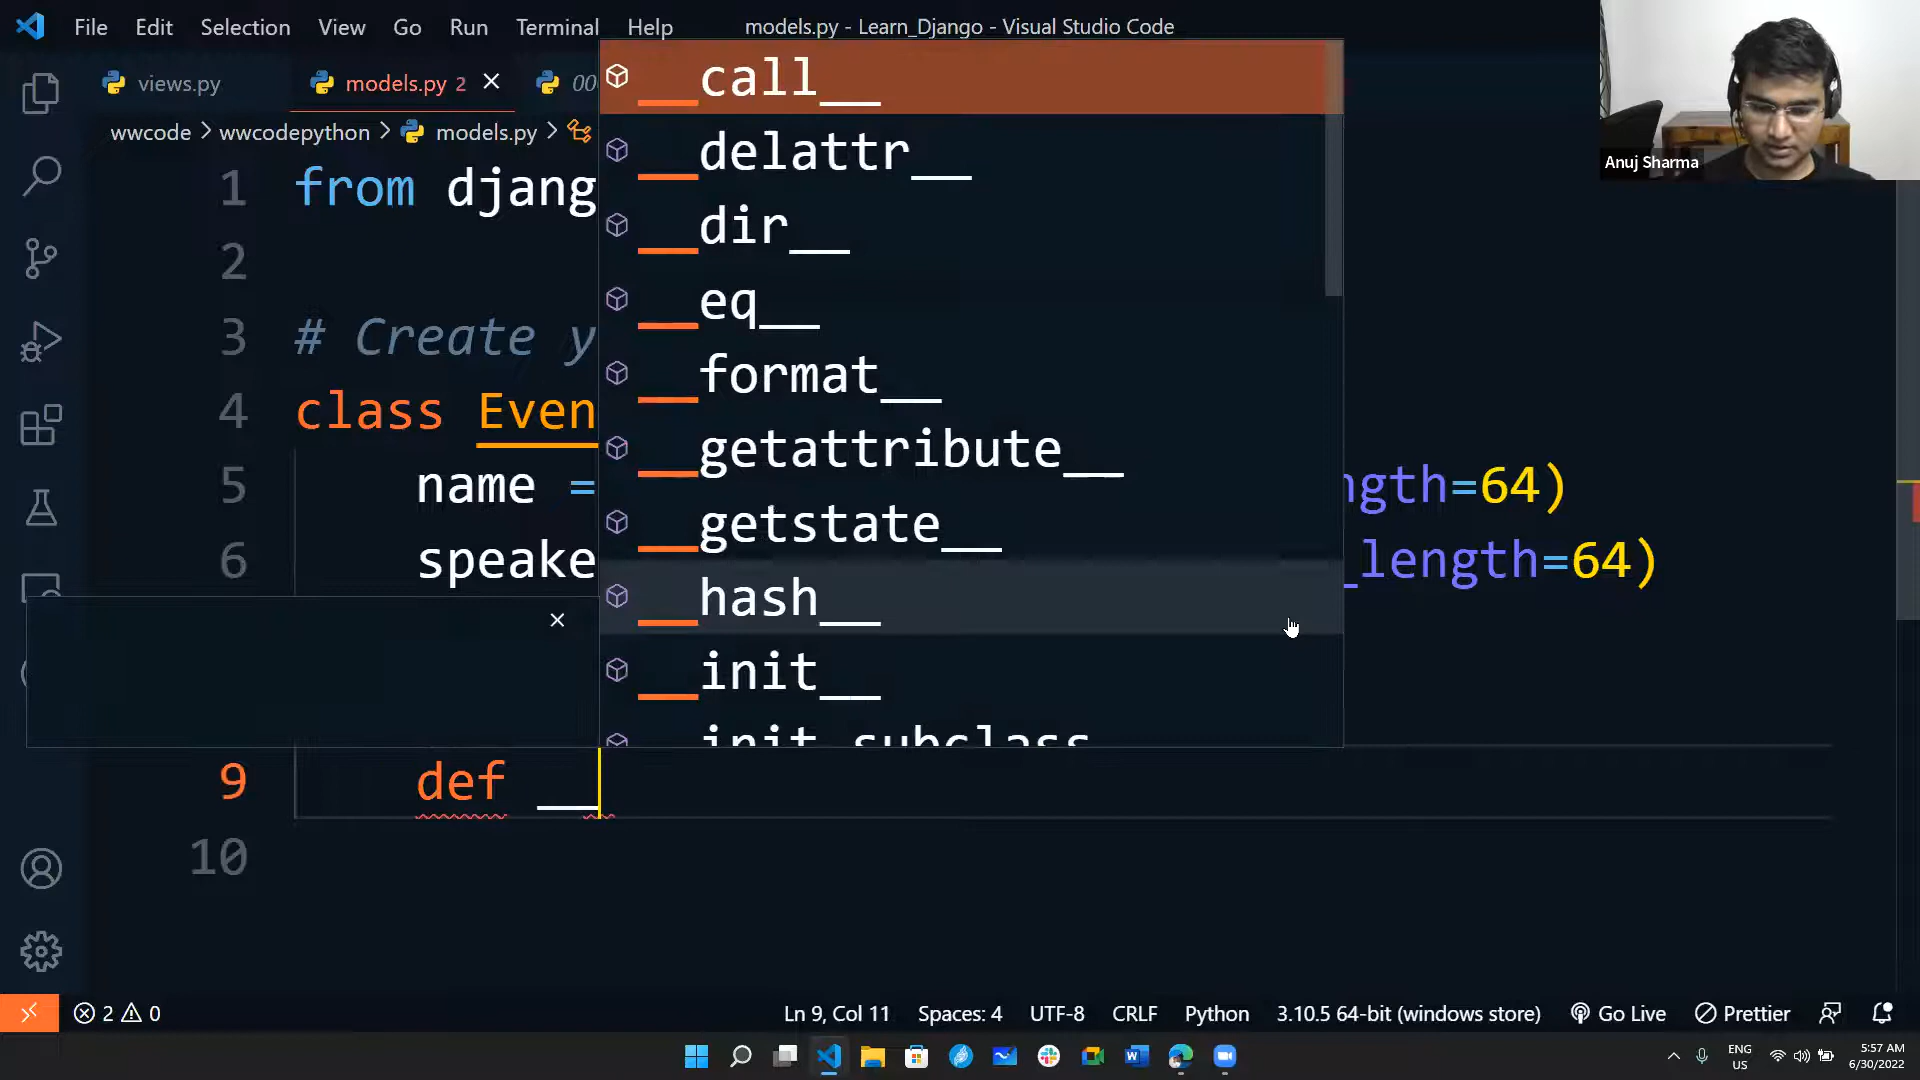 File Edit Selection View Go Run Terminal Help
models.py - Learn_Django - Visual Studio Code
views.py
models.py 2
00
wwcode > wwcodepython > models.py >
Anuj Sharma
__call__
__delattr__
__dir__
__eq__
__format__
__getattribute__
__getstate__
__hash__
__init__
__init_subclass__
1 from djang
2
3 # Create y
4 class Even
5 name = ngth=64)
6 speake _length=64)
9 def __
10
2 0
Ln 9, Col 11 Spaces: 4 UTF-8 CRLF Python 3.10.5 64-bit (windows store) Go Live Prettier
ENG
US
5:57 AM
6/30/2022